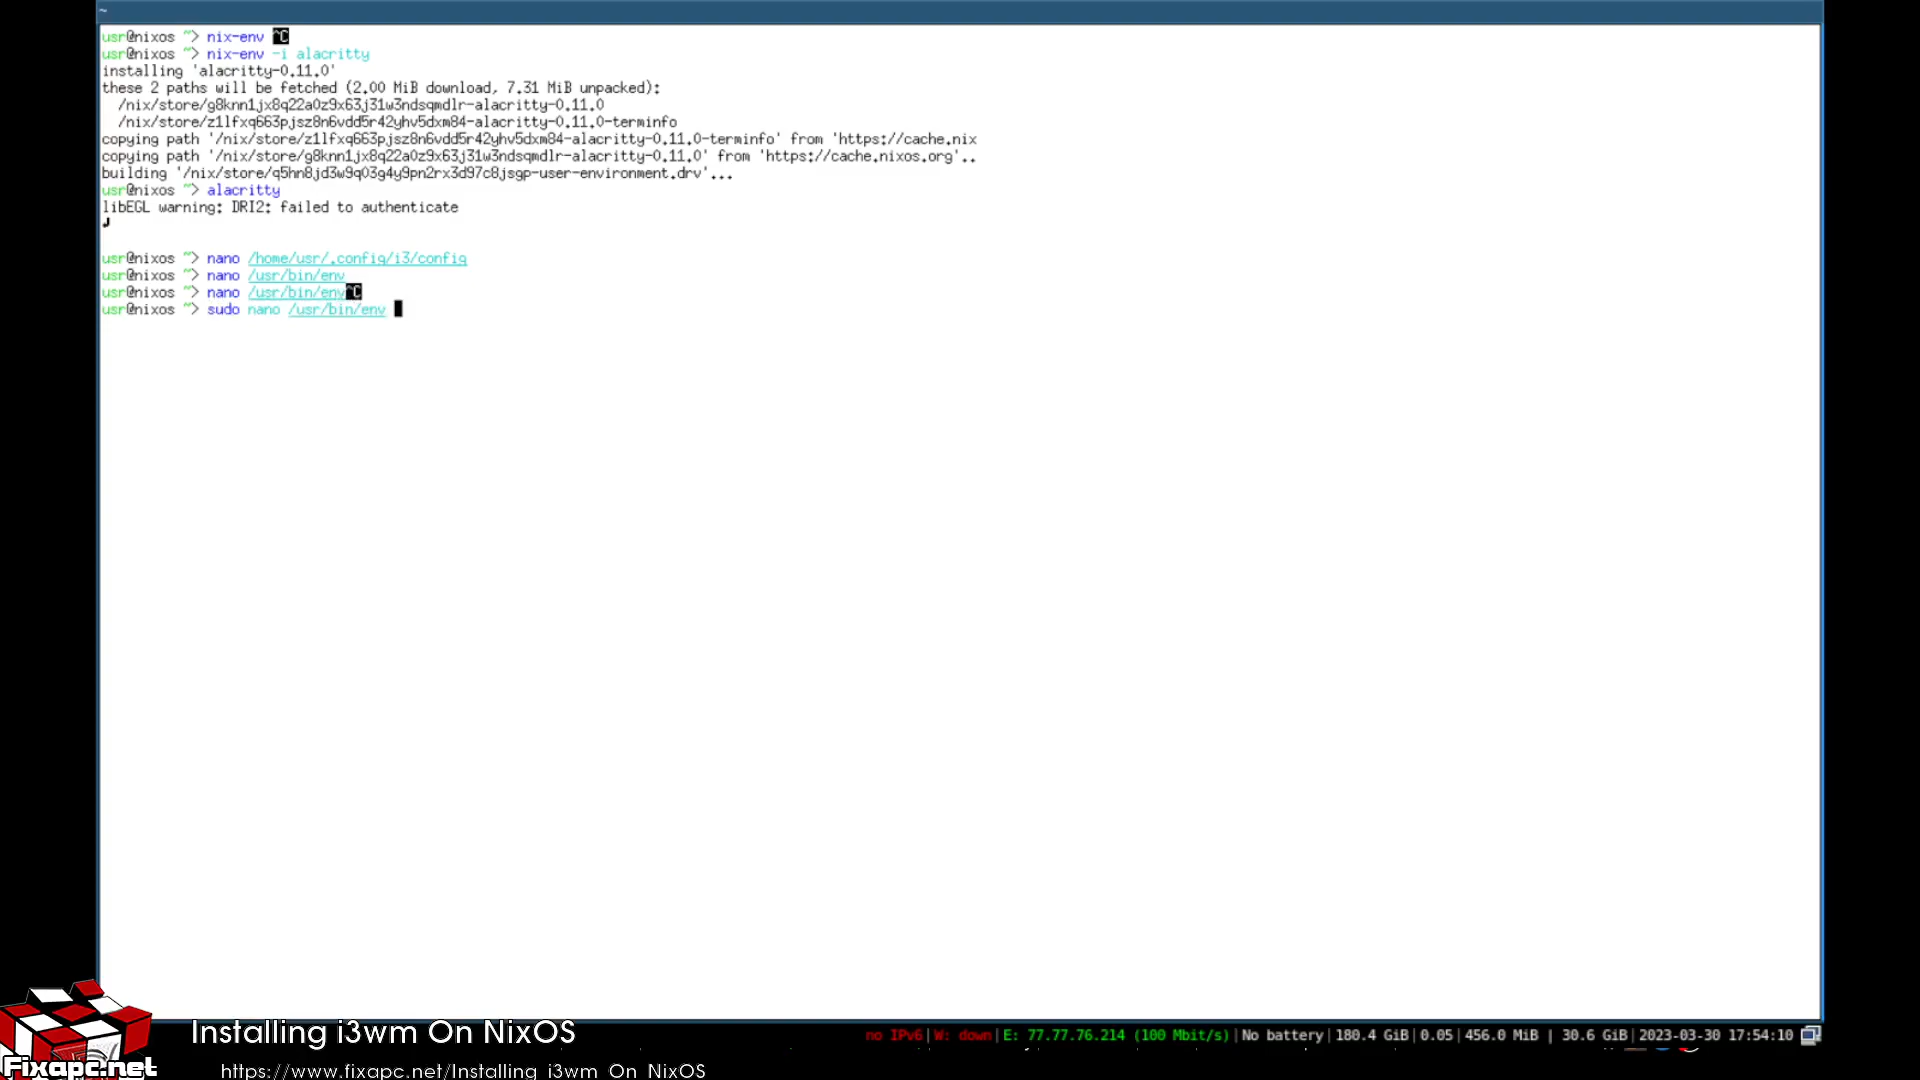 ~
usr@nixos ~> nix-env ^C
usr@nixos ~> nix-env -i alacritty
installing 'alacritty-0.11.0'
these 2 paths will be fetched (2.00 MiB download, 7.31 MiB unpacked):
/nix/store/g8knn1jx8q22a0z9x63j31w3ndsqmdlr-alacritty-0.11.0
/nix/store/z1lfxq663pjsz8n6vdd5r42yhv5dxm84-alacritty-0.11.0-terminfo
copying path '/nix/store/z1lfxq663pjsz8n6vdd5r42yhv5dxm84-alacritty-0.11.0-terminfo' from 'https://cache.nix
copying path '/nix/store/g8knn1jx8q22a0z9x63j31w3ndsqmdlr-alacritty-0.11.0' from 'https://cache.nixos.org'..
building '/nix/store/q5hn8jd3w9q03g4y9pn2rx3d97c8jsgp-user-environment.drv'...
usr@nixos ~> alacritty
libEGL warning: DRI2: failed to authenticate
usr@nixos ~> nano /home/usr/.config/i3/config
usr@nixos ~> nano /usr/bin/env
usr@nixos ~> nano /usr/bin/env^C
usr@nixos ~> sudo nano /usr/bin/env
Installing i3wm On NixOS
no IPv6|W: down|E: 77.77.76.214 (100 Mbit/s)|No battery|180.4 GiB|0.05|456.0 MiB | 30.6 GiB|2023-03-30 17:54:10
Fixapc.net
https://www.fixapc.net/Installing_i3wm_On_NixOS